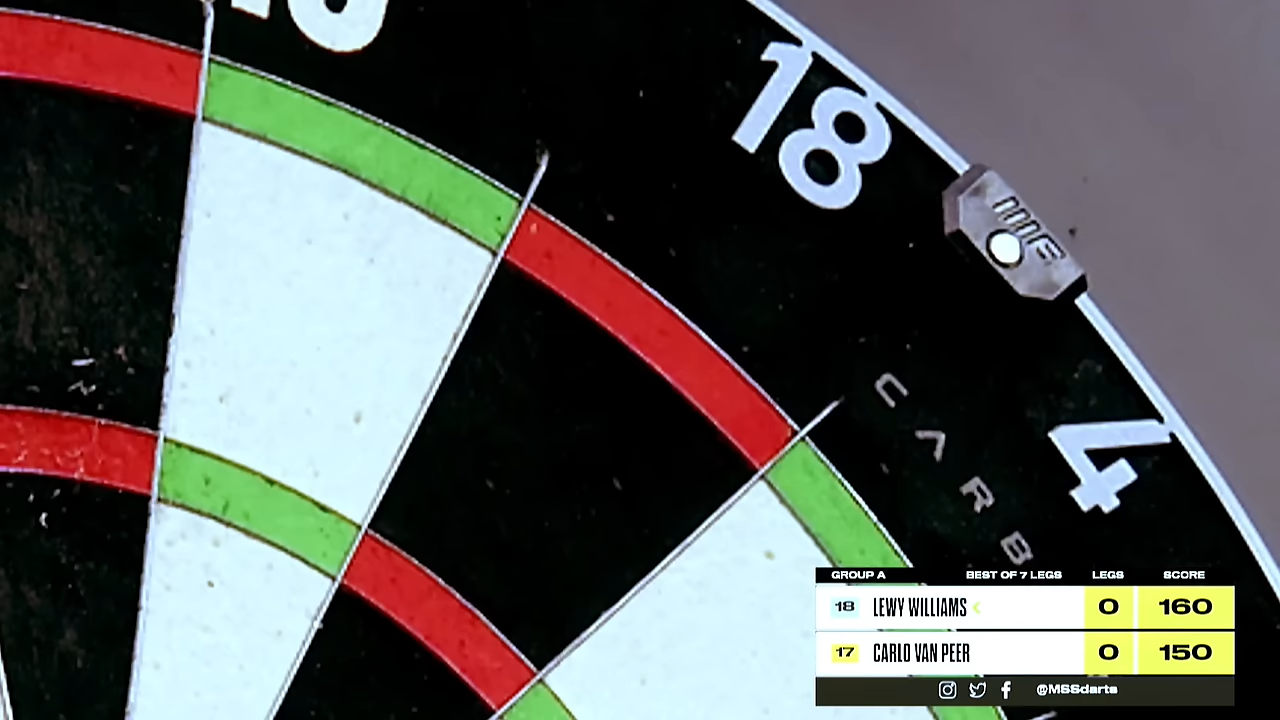 18
4
CARB
GROUP A BEST OF 7 LEGS LEGS SCORE
18 LEWY WILLIAMS 0 160
17 CARLO VAN PEER 0 150
@MSSdarts